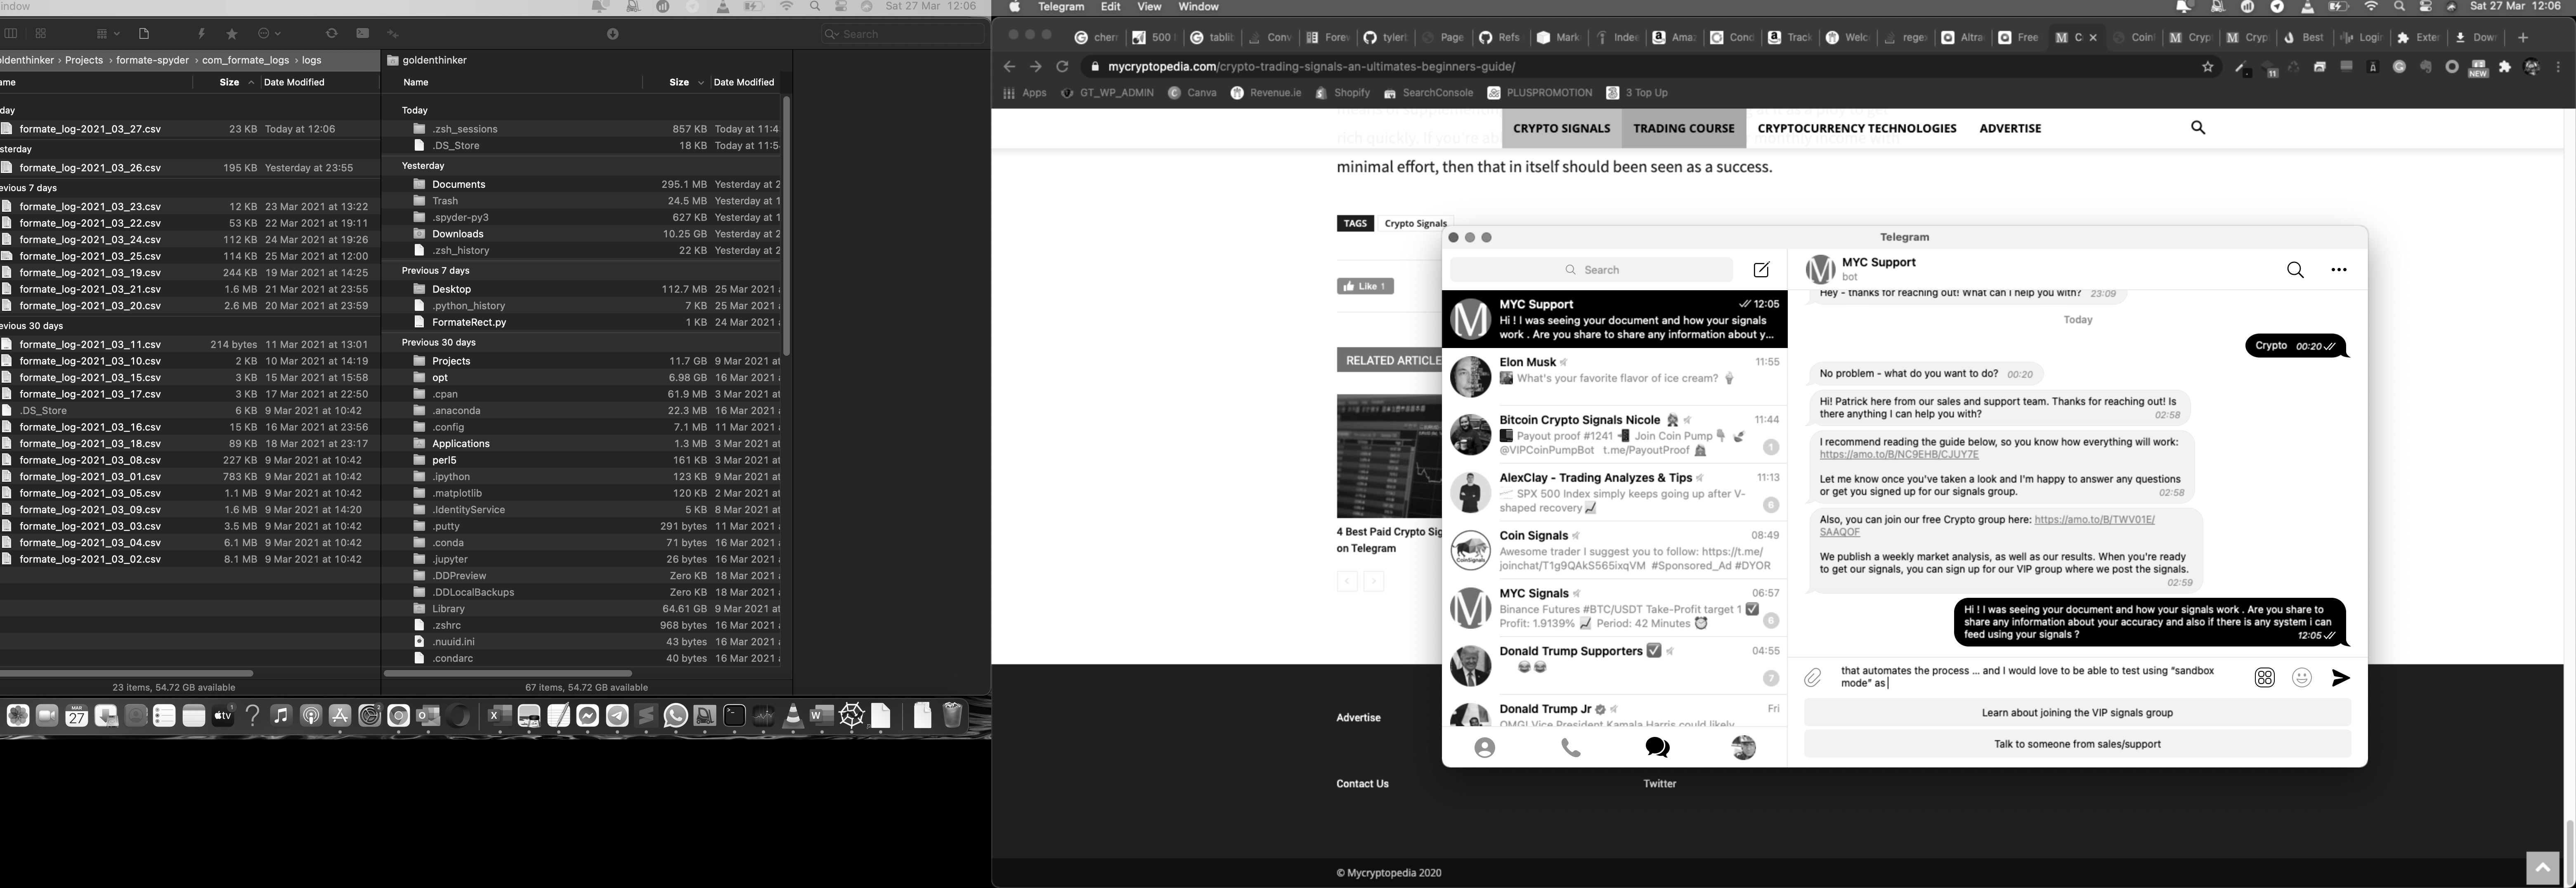 indow
Sat 27 Mar 12:06
Search
oldenthinker › Projects › formate-spyder › com_formate_logs › logs
ame Size Date Modified
day
formate_log-2021_03_27.csv 23 KB Today at 12:06
sterday
formate_log-2021_03_26.csv 195 KB Yesterday at 23:55
evious 7 days
formate_log-2021_03_23.csv 12 KB 23 Mar 2021 at 13:22
formate_log-2021_03_22.csv 53 KB 22 Mar 2021 at 19:11
formate_log-2021_03_24.csv 112 KB 24 Mar 2021 at 19:26
formate_log-2021_03_25.csv 114 KB 25 Mar 2021 at 12:00
formate_log-2021_03_19.csv 244 KB 19 Mar 2021 at 14:25
formate_log-2021_03_21.csv 1.6 MB 21 Mar 2021 at 23:55
formate_log-2021_03_20.csv 2.6 MB 20 Mar 2021 at 23:59
evious 30 days
formate_log-2021_03_11.csv 214 bytes 11 Mar 2021 at 13:01
formate_log-2021_03_10.csv 2 KB 10 Mar 2021 at 14:19
formate_log-2021_03_15.csv 3 KB 15 Mar 2021 at 15:58
formate_log-2021_03_17.csv 3 KB 17 Mar 2021 at 22:50
.DS_Store 6 KB 9 Mar 2021 at 10:42
formate_log-2021_03_16.csv 15 KB 16 Mar 2021 at 23:56
formate_log-2021_03_18.csv 89 KB 18 Mar 2021 at 23:17
formate_log-2021_03_08.csv 227 KB 9 Mar 2021 at 10:42
formate_log-2021_03_01.csv 783 KB 9 Mar 2021 at 10:42
formate_log-2021_03_05.csv 1.1 MB 9 Mar 2021 at 10:42
formate_log-2021_03_09.csv 1.6 MB 9 Mar 2021 at 14:20
formate_log-2021_03_03.csv 3.5 MB 9 Mar 2021 at 10:42
formate_log-2021_03_04.csv 6.1 MB 9 Mar 2021 at 10:42
formate_log-2021_03_02.csv 8.1 MB 9 Mar 2021 at 10:42
23 items, 54.72 GB available
goldenthinker
Name Size Date Modified
Today
.zsh_sessions 857 KB Today at 11:4
.DS_Store 18 KB Today at 11:5
Yesterday
Documents 295.1 MB Yesterday at 2
Trash 24.5 MB Yesterday at 1
.spyder-py3 627 KB Yesterday at 1
Downloads 10.25 GB Yesterday at 2
.zsh_history 22 KB Yesterday at 2
Previous 7 days
Desktop 112.7 MB 25 Mar 2021
.python_history 7 KB 25 Mar 2021
FormateRect.py 1 KB 24 Mar 2021
Previous 30 days
Projects 11.7 GB 9 Mar 2021 at
opt 6.98 GB 16 Mar 2021
.cpan 61.9 MB 3 Mar 2021 at
.anaconda 22.3 MB 16 Mar 2021
.config 7.1 MB 11 Mar 2021
Applications 1.3 MB 3 Mar 2021 at
perl5 161 KB 3 Mar 2021 at
.ipython 123 KB 9 Mar 2021 at
.matplotlib 120 KB 2 Mar 2021 at
.IdentityService 5 KB 8 Mar 2021 at
.putty 291 bytes 11 Mar 2021
.conda 71 bytes 16 Mar 2021
.jupyter 26 bytes 16 Mar 2021
.DDPreview Zero KB 18 Mar 2021
.DDLocalBackups Zero KB 18 Mar 2021
Library 64.61 GB 9 Mar 2021 at
.zshrc 968 bytes 16 Mar 2021
.nuuid.ini 43 bytes 16 Mar 2021
.condarc 40 bytes 16 Mar 2021
67 items, 54.72 GB available
MAR
27
tv
Telegram Edit View Window
Sat 27 Mar 12:06
cherr 500 tablib Conv Fore tylert Page Refs Mark Inde Ama Cond Track Welc rege Altra Free C Coin Cryp Cryp Best Login Exter Down
mycryptopedia.com/crypto-trading-signals-an-ultimates-beginners-guide/
11
NEW
Apps GT_WP_ADMIN Canva Revenue.ie Shopify SearchConsole PLUSPROMOTION 3 Top Up
CRYPTO SIGNALS TRADING COURSE CRYPTOCURRENCY TECHNOLOGIES ADVERTISE
rich quickly. If you're ab
monthly income with
minimal effort, then that in itself should been seen as a success.
TAGS Crypto Signals
Like 1
RELATED ARTICLE
4 Best Paid Crypto Sig
on Telegram
Advertise
Contact Us
Twitter
© Mycryptopedia 2020
Telegram
Search
MYC Support 12:05
Hi ! I was seeing your document and how your signals
work . Are you share to share any information about y...
Elon Musk 11:55
What's your favorite flavor of ice cream?
Bitcoin Crypto Signals Nicole 11:44
Payout proof #1241 Join Coin Pump
@VIPCoinPumpBot t.me/PayoutProof 1
AlexClay - Trading Analyzes & Tips 11:13
SPX 500 Index simply keeps going up after V-
shaped recovery 6
Coin Signals 08:49
Awesome trader I suggest you to follow: https://t.me/
joinchat/T1g9QAkS565ixqVM #Sponsored_Ad #DYOR
MYC Signals 06:57
Binance Futures #BTC/USDT Take-Profit target 1
Profit: 1.9139% Period: 42 Minutes 6
Donald Trump Supporters 04:55
7
Donald Trump Jr Fri
OMG! Vice President Kamala Harris could likely
MYC Support
bot
Hey - thanks for reaching out! What can I help you with? 23:09
Today
Crypto 00:20
No problem - what do you want to do? 00:20
Hi! Patrick here from our sales and support team. Thanks for reaching out! Is
there anything I can help you with? 02:58
I recommend reading the guide below, so you know how everything will work:
https://amo.to/B/NC9EHB/CJUY7E
Let me know once you've taken a look and I'm happy to answer any questions
or get you signed up for our signals group. 02:58
Also, you can join our free Crypto group here: https://amo.to/B/TWV01E/
SAAQOF
We publish a weekly market analysis, as well as our results. When you're ready
to get our signals, you can sign up for our VIP group where we post the signals.
02:59
Hi ! I was seeing your document and how your signals work . Are you share to
share any information about your accuracy and also if there is any system i can
feed using your signals ? 12:05
that automates the process ... and I would love to be able to test using "sandbox
mode" as
Learn about joining the VIP signals group
Talk to someone from sales/support